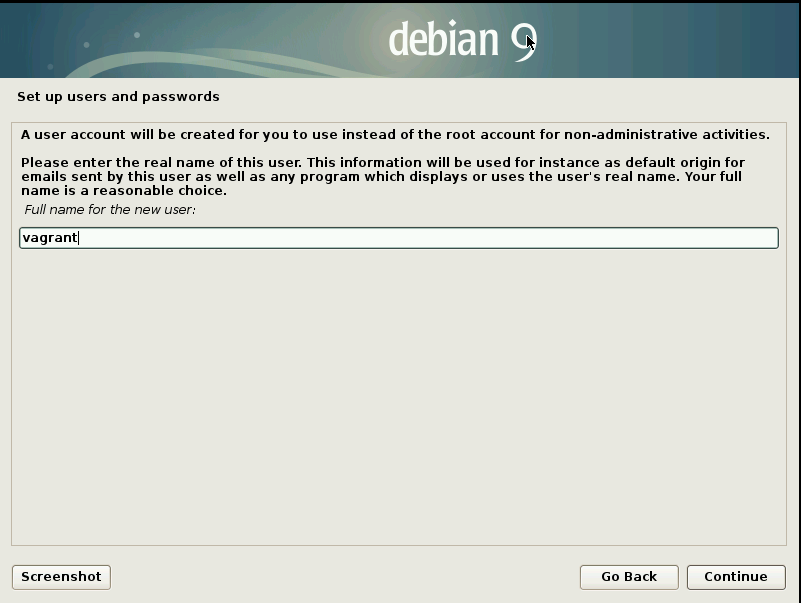 debian 9
Set up users and passwords
A user account will be created for you to use instead of the root account for non-administrative activities.
Please enter the real name of this user. This information will be used for instance as default origin for
emails sent by this user as well as any program which displays or uses the user's real name. Your full
name is a reasonable choice.
Full name for the new user:
vagrant
Screenshot
Go Back
Continue